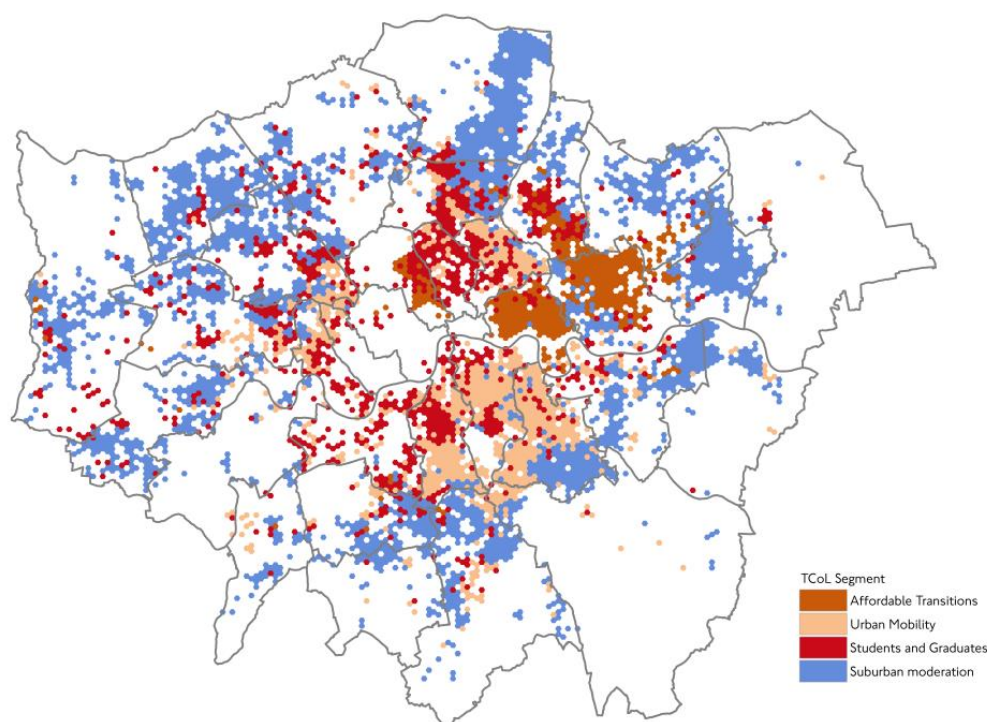 TCoL Segment
Affordable Transitions
Urban Mobility
Students and Graduates
Suburban moderation